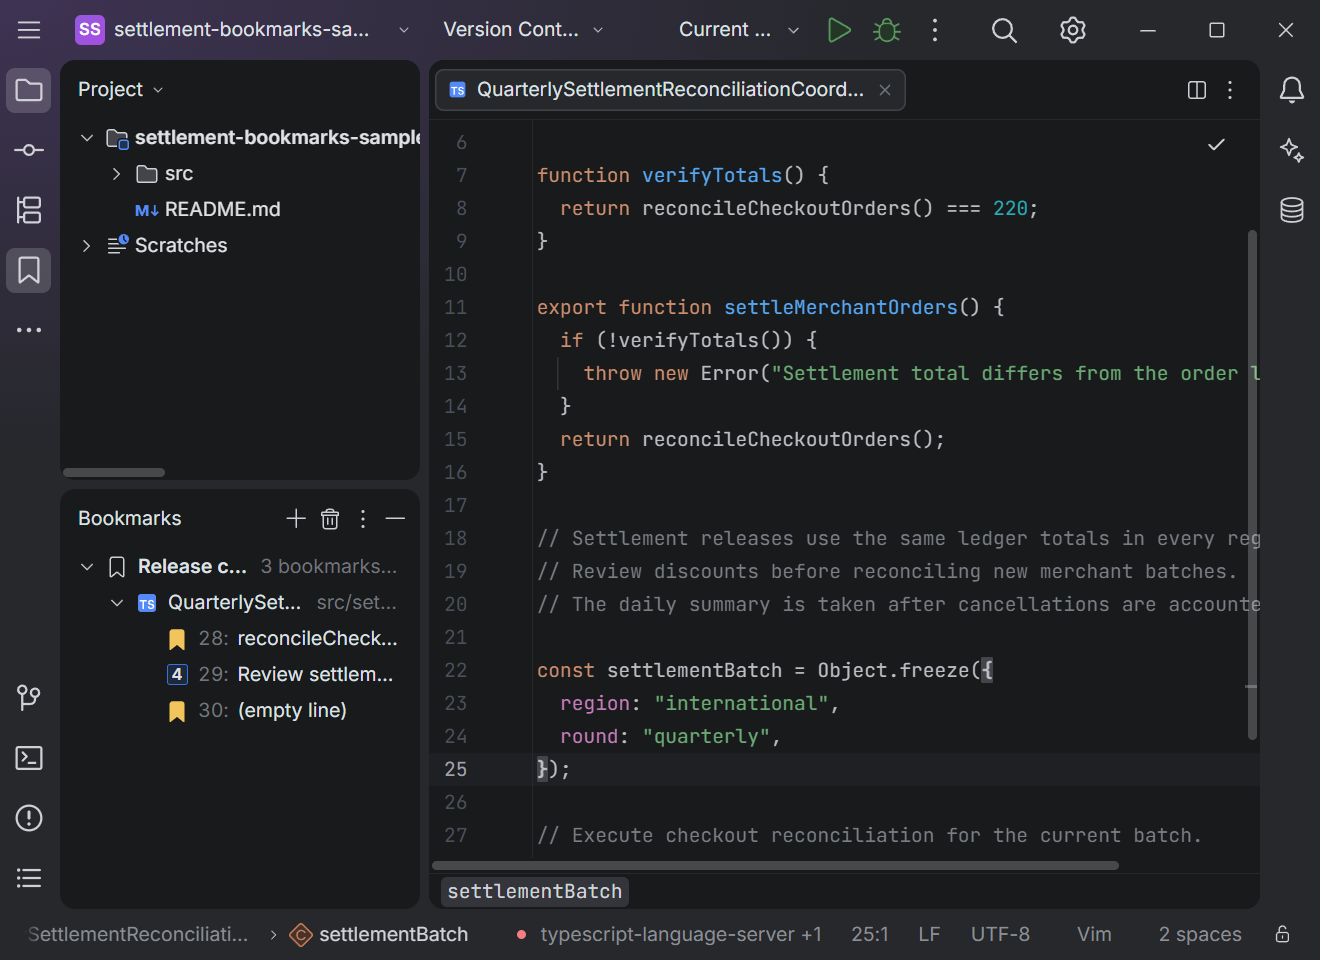 SS settlement-bookmarks-sa... Version Cont... Current ...
Project
settlement-bookmarks-sample
src
M↓ README.md
Scratches
Bookmarks
Release c... 3 bookmarks...
TS QuarterlySet... src/set...
28: reconcileCheck...
4 29: Review settlem...
30: (empty line)
TS QuarterlySettlementReconciliationCoord...
6
7 function verifyTotals() {
8 return reconcileCheckoutOrders() === 220;
9 }
10
11 export function settleMerchantOrders() {
12 if (!verifyTotals()) {
13 throw new Error("Settlement total differs from the order l
14 }
15 return reconcileCheckoutOrders();
16 }
17
18 // Settlement releases use the same ledger totals in every reg
19 // Review discounts before reconciling new merchant batches.
20 // The daily summary is taken after cancellations are accounte
21
22 const settlementBatch = Object.freeze({
23 region: "international",
24 round: "quarterly",
25 });
26
27 // Execute checkout reconciliation for the current batch.
settlementBatch
SettlementReconciliati... › C settlementBatch typescript-language-server +1 25:1 LF UTF-8 Vim 2 spaces